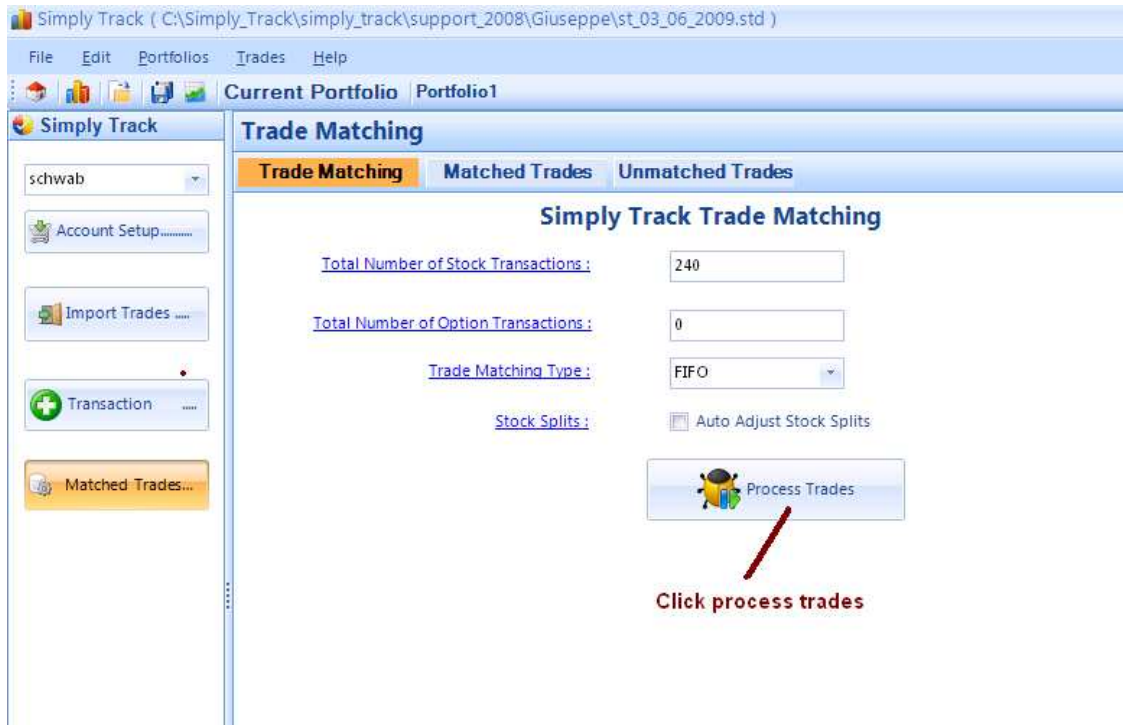 Simply Track ( C:\Simply_Track\simply_track\support_2008\Giuseppe\st_03_06_2009.std )
File Edit Portfolios Trades Help
Current Portfolio Portfolio1
Simply Track
schwab
Account Setup..........
Import Trades .....
Transaction .....
Matched Trades...
Trade Matching
Trade Matching Matched Trades Unmatched Trades
Simply Track Trade Matching
Total Number of Stock Transactions : 240
Total Number of Option Transactions : 0
Trade Matching Type : FIFO
Stock Splits : Auto Adjust Stock Splits
Process Trades
Click process trades